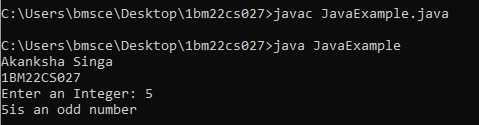 C:\Users\bmsce\Desktop\1bm22cs027>javac JavaExample.java
C:\Users\bmsce\Desktop\1bm22cs027>java JavaExample
Akanksha Singa
1BM22CS027
Enter an Integer: 5
5is an odd number